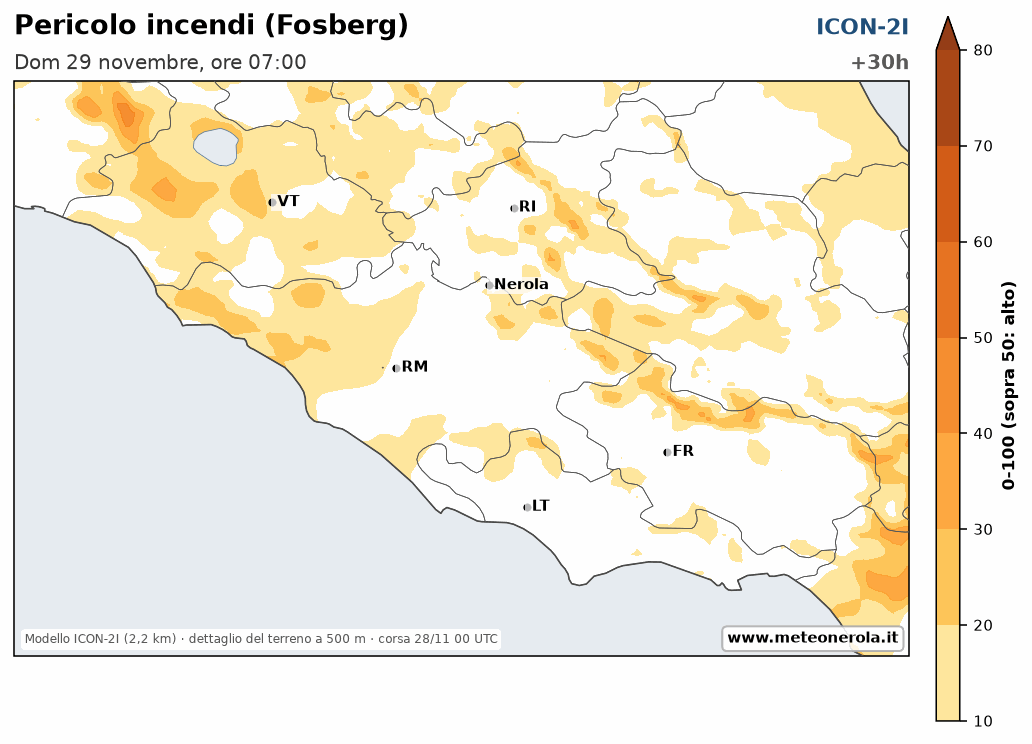 Pericolo incendi (Fosberg)
ICON-2I
Dom 29 novembre, ore 07:00
+30h
VT
RI
Nerola
RM
FR
LT
Modello ICON-2I (2,2 km) · dettaglio del terreno a 500 m · corsa 28/11 00 UTC
www.meteonerola.it
80
70
60
50
40
30
20
10
0-100 (sopra 50: alto)